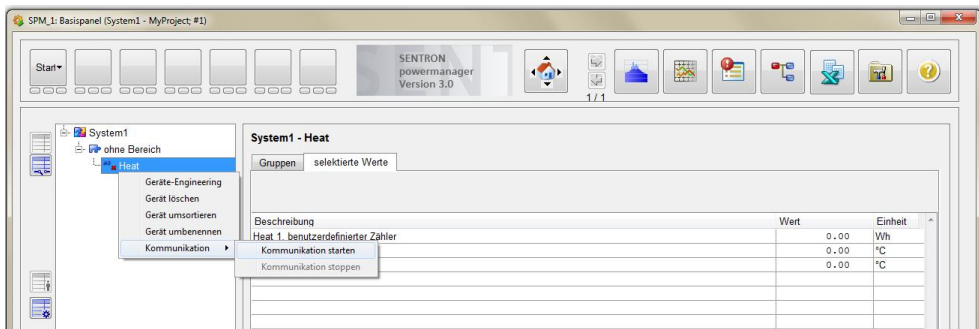 SPM_1: Basispanel (System1 - MyProject; #1)
Start
SENTRON
powermanager
Version 3.0
1/1
System1
ohne Bereich
Heat
System1 - Heat
Gruppen selektierte Werte
Geräte-Engineering
Gerät löschen
Gerät umsortieren
Gerät umbenennen
Kommunikation
Kommunikation starten
Kommunikation stoppen
Beschreibung Wert Einheit
Heat 1. benutzerdefinierter Zähler 0.00 Wh
0.00 °C
0.00 °C